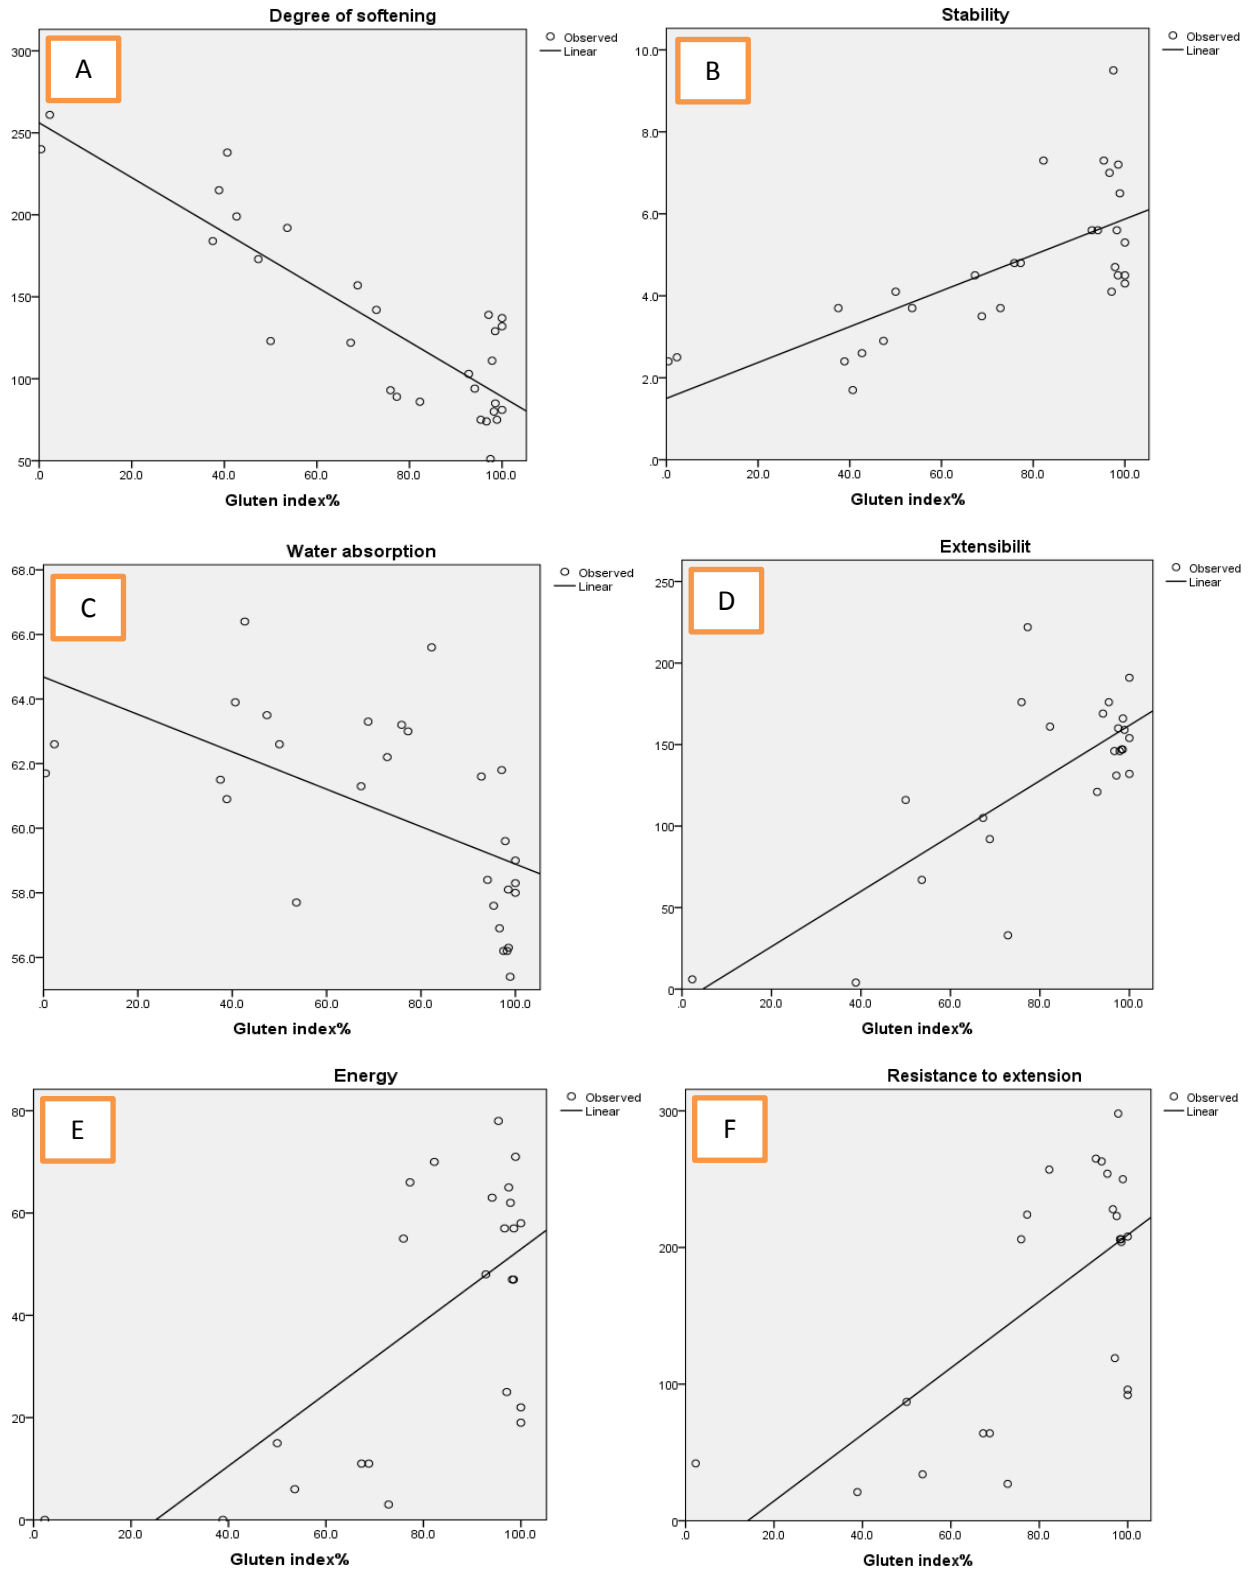 Degree of softening
Observed
Linear
A
300
250
200
150
100
50
.0 20.0 40.0 60.0 80.0 100.0
Gluten index%
Stability
Observed
Linear
B
10.0
8.0
6.0
4.0
2.0
.0
.0 20.0 40.0 60.0 80.0 100.0
Gluten index%
Water absorption
Observed
Linear
C
68.0
66.0
64.0
62.0
60.0
58.0
56.0
.0 20.0 40.0 60.0 80.0 100.0
Gluten index%
Extensibilit
Observed
Linear
D
250
200
150
100
50
0
.0 20.0 40.0 60.0 80.0 100.0
Gluten index%
Energy
Observed
Linear
E
80
60
40
20
0
.0 20.0 40.0 60.0 80.0 100.0
Gluten index%
Resistance to extension
Observed
Linear
F
300
200
100
0
.0 20.0 40.0 60.0 80.0 100.0
Gluten index%